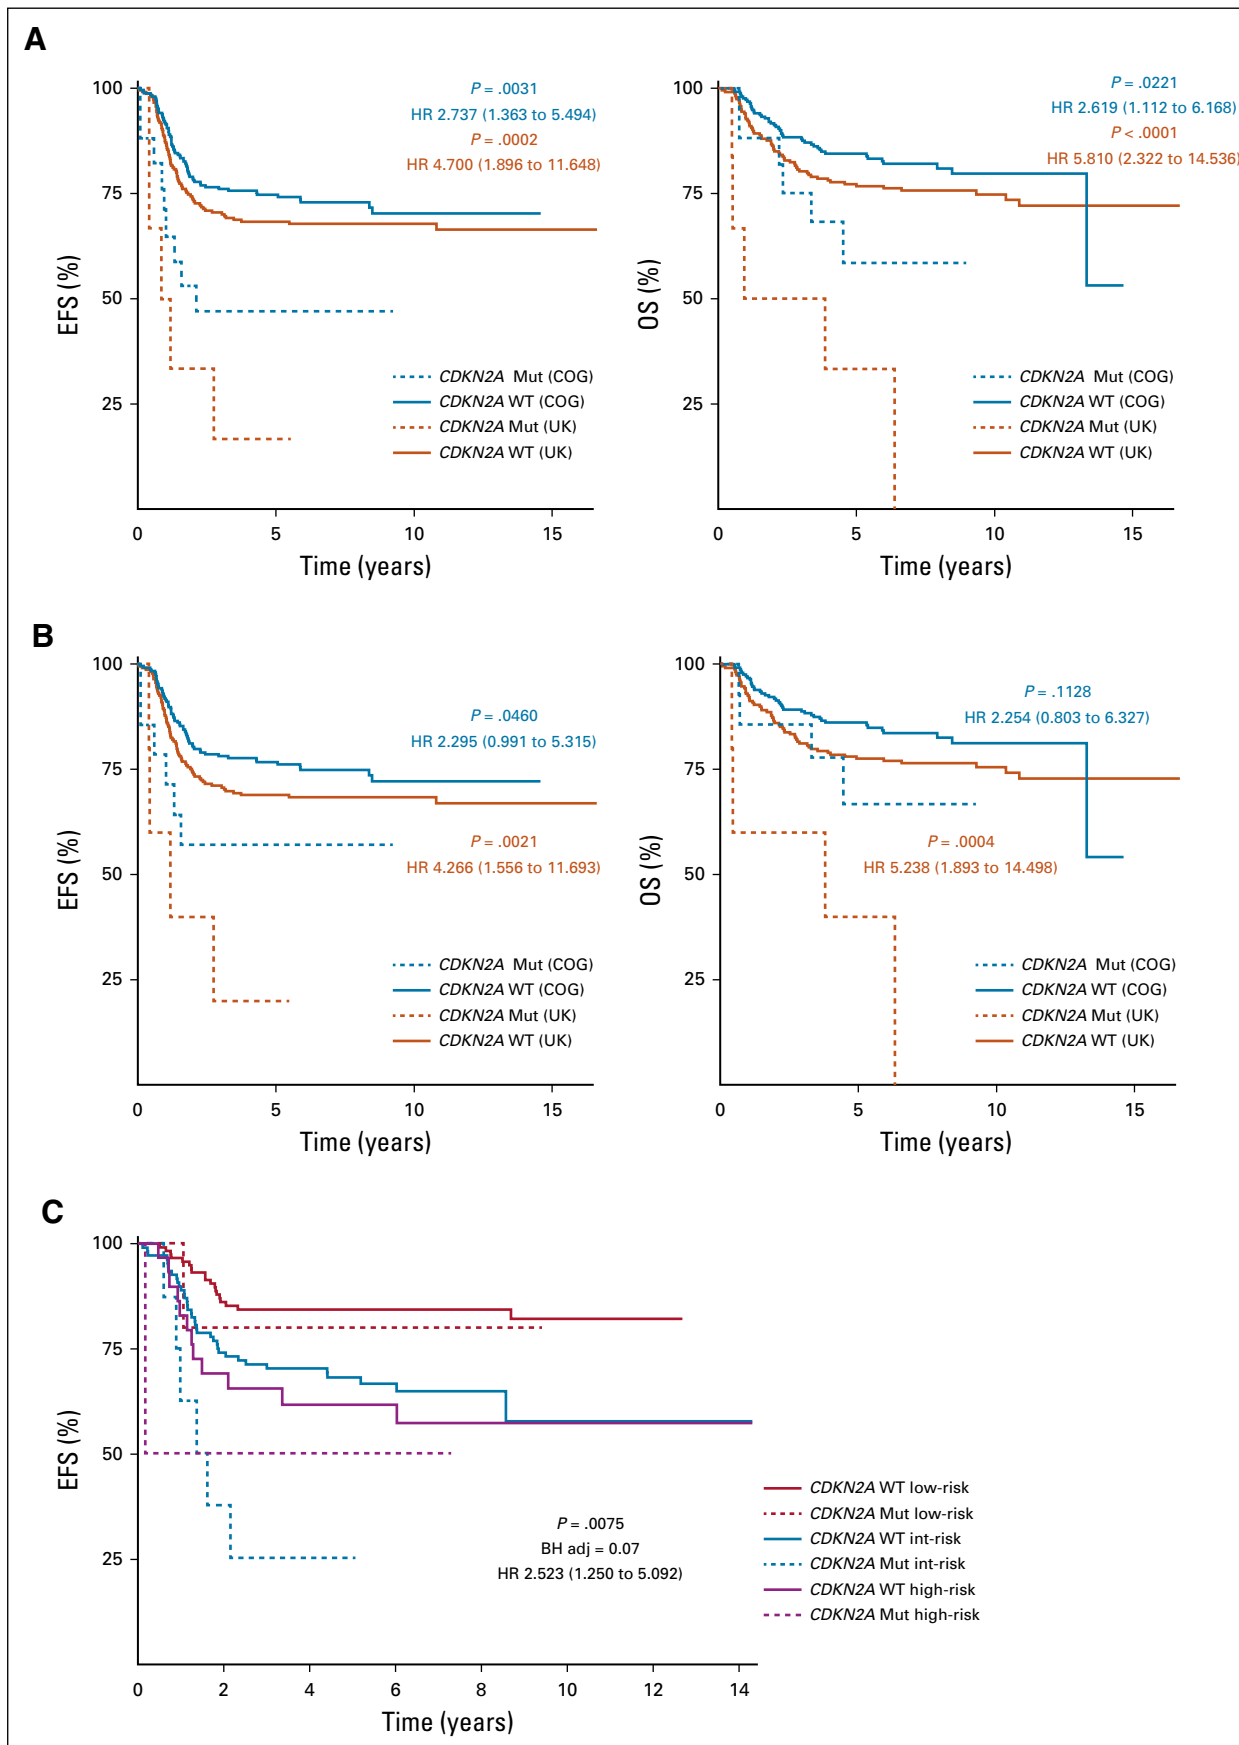 A
100
75
50
25
EFS (%)
P = .0031
HR 2.737 (1.363 to 5.494)
P = .0002
HR 4.700 (1.896 to 11.648)
CDKN2A Mut (COG)
CDKN2A WT (COG)
CDKN2A Mut (UK)
CDKN2A WT (UK)
0 5 10 15
Time (years)
100
75
50
25
OS (%)
P = .0221
HR 2.619 (1.112 to 6.168)
P < .0001
HR 5.810 (2.322 to 14.536)
CDKN2A Mut (COG)
CDKN2A WT (COG)
CDKN2A Mut (UK)
CDKN2A WT (UK)
0 5 10 15
Time (years)
B
100
75
50
25
EFS (%)
P = .0460
HR 2.295 (0.991 to 5.315)
P = .0021
HR 4.266 (1.556 to 11.693)
CDKN2A Mut (COG)
CDKN2A WT (COG)
CDKN2A Mut (UK)
CDKN2A WT (UK)
0 5 10 15
Time (years)
100
75
50
25
OS (%)
P = .1128
HR 2.254 (0.803 to 6.327)
P = .0004
HR 5.238 (1.893 to 14.498)
CDKN2A Mut (COG)
CDKN2A WT (COG)
CDKN2A Mut (UK)
CDKN2A WT (UK)
0 5 10 15
Time (years)
C
100
75
50
25
EFS (%)
P = .0075
BH adj = 0.07
HR 2.523 (1.250 to 5.092)
CDKN2A WT low-risk
CDKN2A Mut low-risk
CDKN2A WT int-risk
CDKN2A Mut int-risk
CDKN2A WT high-risk
CDKN2A Mut high-risk
0 2 4 6 8 10 12 14
Time (years)